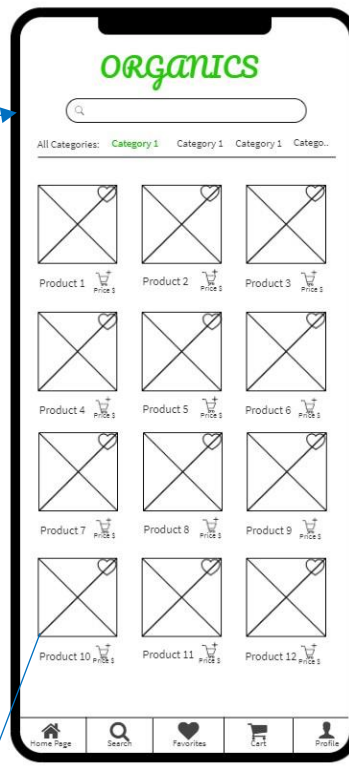 ORGANICS
All Categories: Category 1 Category 1 Category 1 Catego..
Product 1 Price $
Product 2 Price $
Product 3 Price $
Product 4 Price $
Product 5 Price $
Product 6 Price $
Product 7 Price $
Product 8 Price $
Product 9 Price $
Product 10 Price $
Product 11 Price $
Product 12 Price $
Home Page
Search
Favorites
Cart
Profile